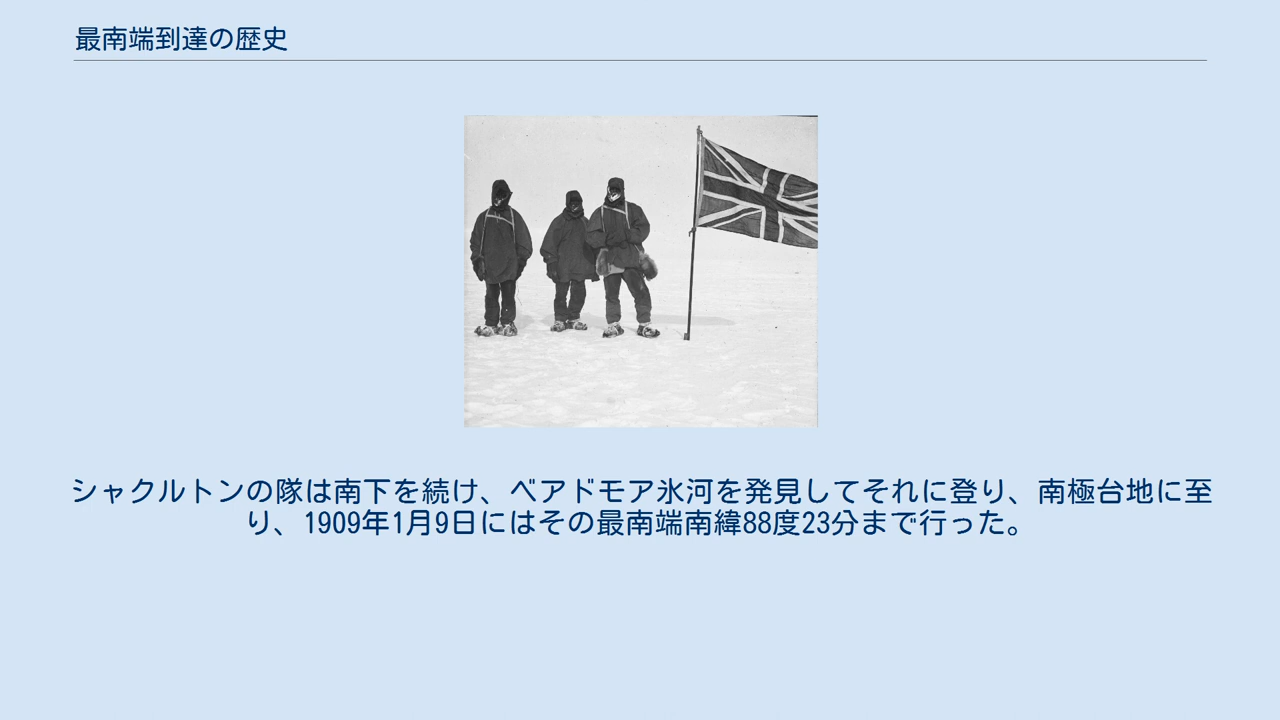 最南端到達の歴史
シャクルトンの隊は南下を続け、ベアドモア氷河を発見してそれに登り、南極台地に至
り、1909年1月9日にはその最南端南緯88度23分まで行った。